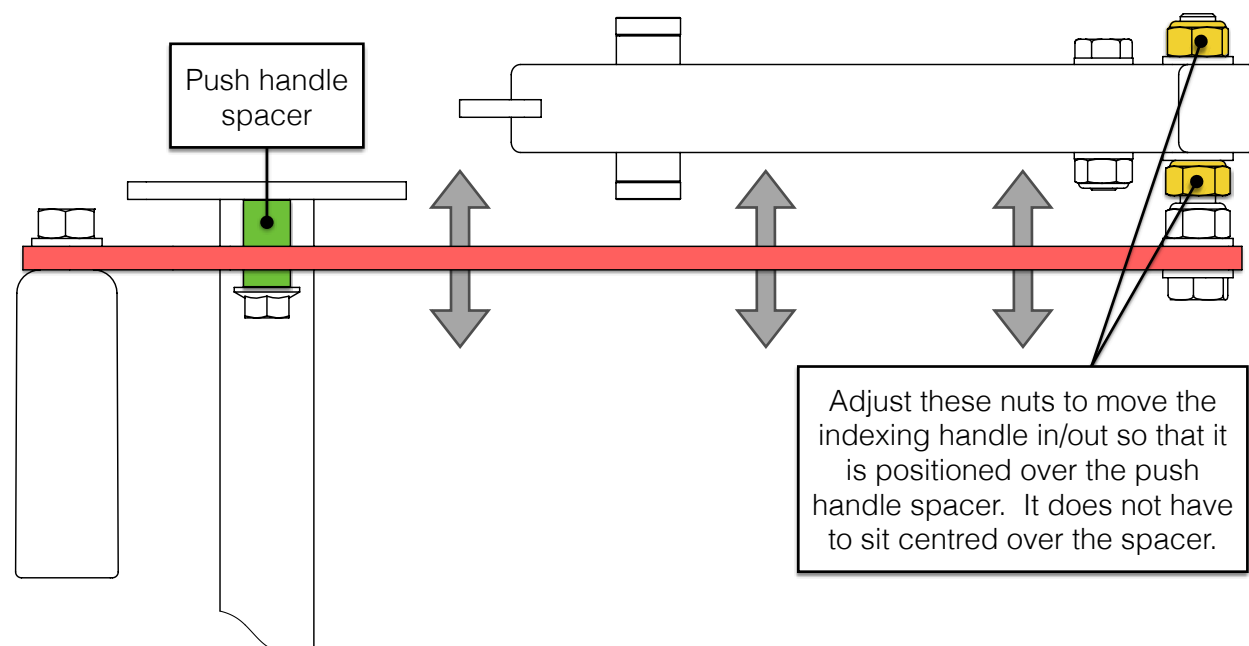 Push handle
spacer
Adjust these nuts to move the
indexing handle in/out so that it
is positioned over the push
handle spacer.  It does not have
to sit centred over the spacer.